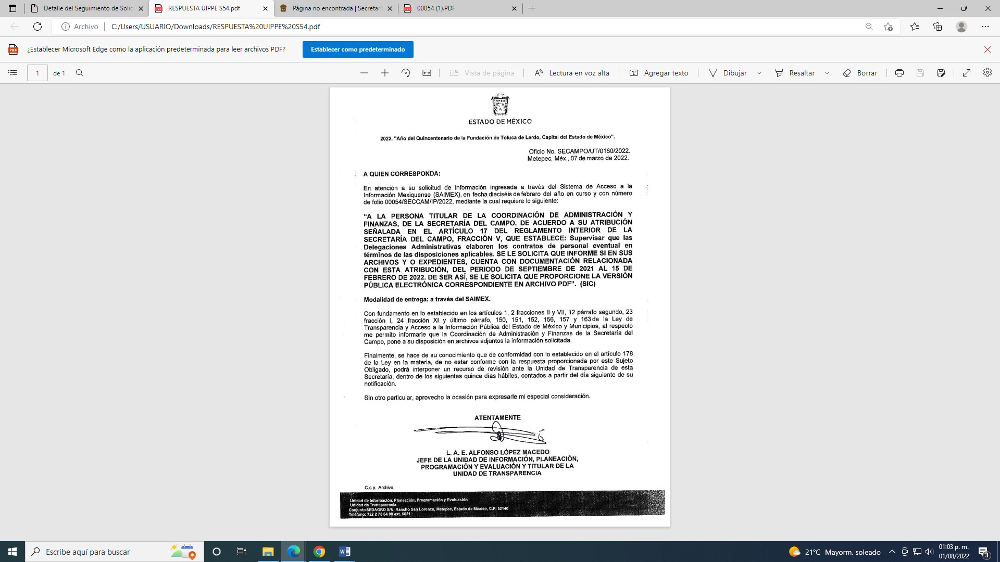 Detalle del Seguimiento de Solic
RESPUESTA UIPPE S54.pdf
Página no encontrada | Secretarí
00054 (1).PDF
Archivo
C:/Users/USUARIO/Downloads/RESPUESTA%20UIPPE%20S54.pdf
¿Establecer Microsoft Edge como la aplicación predeterminada para leer archivos PDF?
Establecer como predeterminado
1
de 1
Vista de página
Lectura en voz alta
Agregar texto
Dibujar
Resaltar
Borrar
ESTADO DE MÉXICO
2022. "Año del Quincentenario de la Fundación de Toluca de Lerdo, Capital del Estado de México".
Oficio No. SECAMPO/UT/0160/2022.
Metepec, Méx., 07 de marzo de 2022.
A QUIEN CORRESPONDA:
En atención a su solicitud de información ingresada a través del Sistema de Acceso a la
Información Mexiquense (SAIMEX), en fecha dieciséis de febrero del año en curso y con número
de folio 00054/SECCAM/IP/2022, mediante la cual requiere lo siguiente:
"A LA PERSONA TITULAR DE LA COORDINACIÓN DE ADMINISTRACIÓN Y
FINANZAS, DE LA SECRETARÍA DEL CAMPO. DE ACUERDO A SU ATRIBUCIÓN
SEÑALADA EN EL ARTÍCULO 17 DEL REGLAMENTO INTERIOR DE LA
SECRETARÍA DEL CAMPO, FRACCIÓN V, QUE ESTABLECE: Supervisar que las
Delegaciones Administrativas elaboren los contratos de personal eventual en
términos de las disposiciones aplicables. SE LE SOLICITA QUE INFORME SI EN SUS
ARCHIVOS Y O EXPEDIENTES, CUENTA CON DOCUMENTACIÓN RELACIONADA
CON ESTA ATRIBUCIÓN, DEL PERIODO DE SEPTIEMBRE DE 2021 AL 15 DE
FEBRERO DE 2022. DE SER ASÍ, SE LE SOLICITA QUE PROPORCIONE LA VERSIÓN
PÚBLICA ELECTRÓNICA CORRESPONDIENTE EN ARCHIVO PDF". (SIC)
Modalidad de entrega: a través del SAIMEX.
Con fundamento en lo establecido en los artículos 1, 2 fracciones II y VII, 12 párrafo segundo, 23
fracción I, 24 fracción XI y último párrafo, 150, 151, 152, 156, 157 y 163 de la Ley de
Transparencia y Acceso a la Información Pública del Estado de México y Municipios, al respecto
me permito informarle que la Coordinación de Administración y Finanzas de la Secretaría del
Campo, pone a su disposición en archivos adjuntos la información solicitada.
Finalmente, se hace de su conocimiento que de conformidad con lo establecido en el artículo 178
de la Ley en la materia, de no estar conforme con la respuesta proporcionada por este Sujeto
Obligado, podrá interponer un recurso de revisión ante la Unidad de Transparencia de esta
Secretaría, dentro de los siguientes quince días hábiles, contados a partir del día siguiente de su
notificación.
Sin otro particular, aprovecho la ocasión para expresarle mi especial consideración.
ATENTAMENTE
L. A. E. ALFONSO LÓPEZ MACEDO
JEFE DE LA UNIDAD DE INFORMACIÓN, PLANEACIÓN,
PROGRAMACIÓN Y EVALUACIÓN Y TITULAR DE LA
UNIDAD DE TRANSPARENCIA
C.c.p. Archivo
Unidad de Información, Planeación, Programación y Evaluación
Unidad de Transparencia
Conjunto SEDAGRO S/N, Rancho San Lorenzo, Metepec, Estado de México, C.P. 52140
Teléfono: 722 2 75 64 00 ext. 5621
Escribe aquí para buscar
21°C Mayorm. soleado
01:03 p. m.
01/08/2022
3